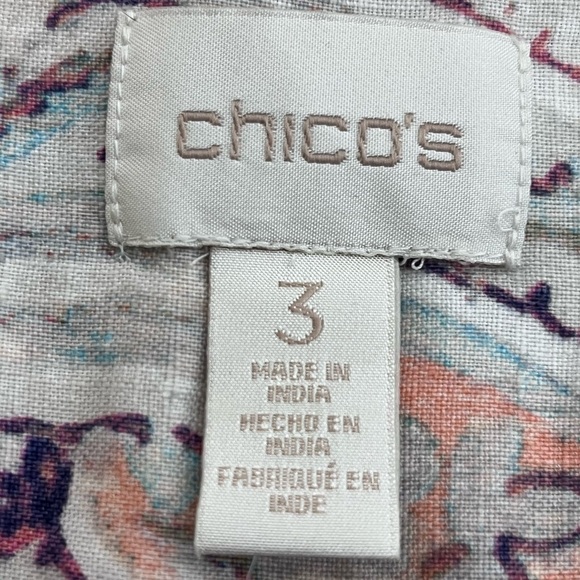 chico's
3
MADE IN
INDIA
HECHO EN
INDIA
FABRIQUÉ EN
INDE